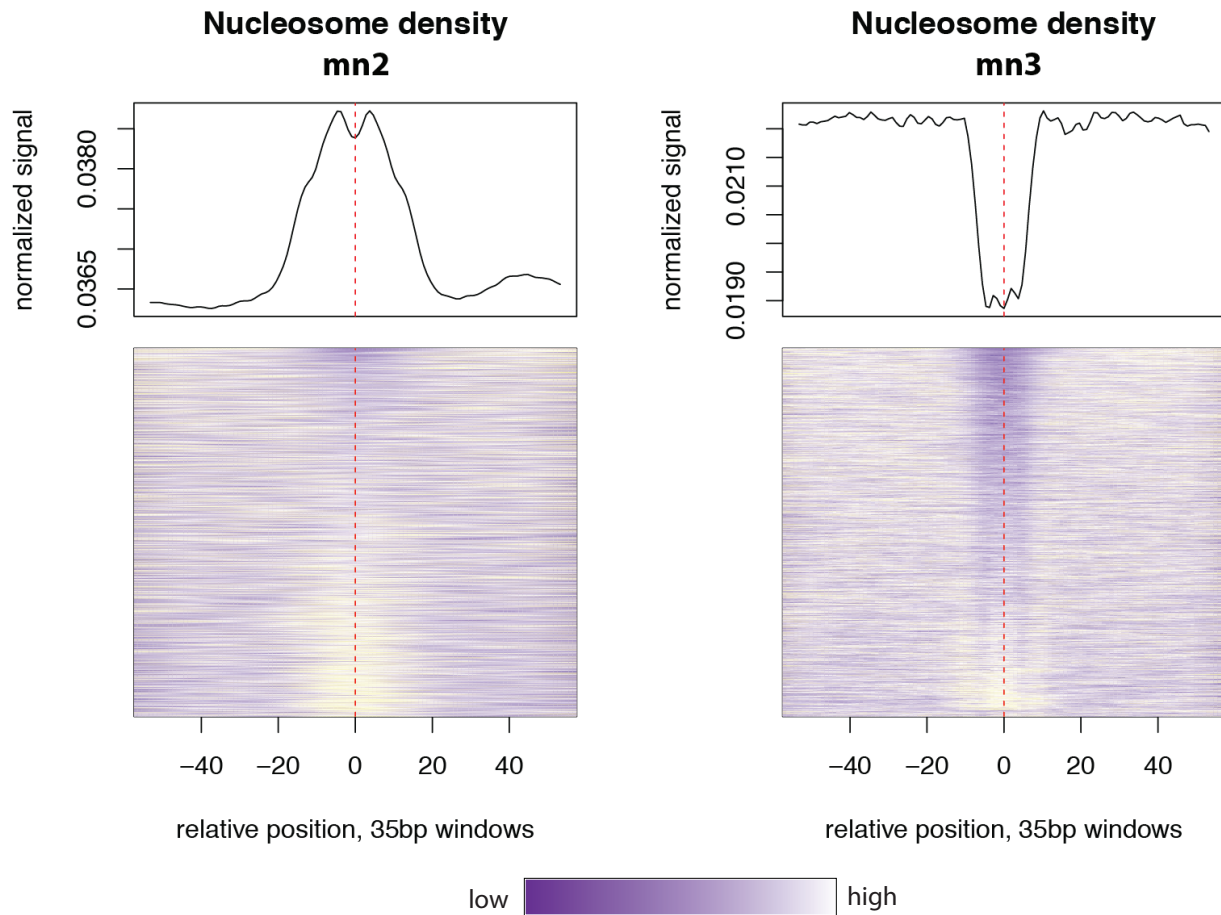 Nucleosome density
mn2
normalized signal
0.0380
0.0365
−40 −20 0 20 40
relative position, 35bp windows
Nucleosome density
mn3
normalized signal
0.0210
0.0190
−40 −20 0 20 40
relative position, 35bp windows
low high